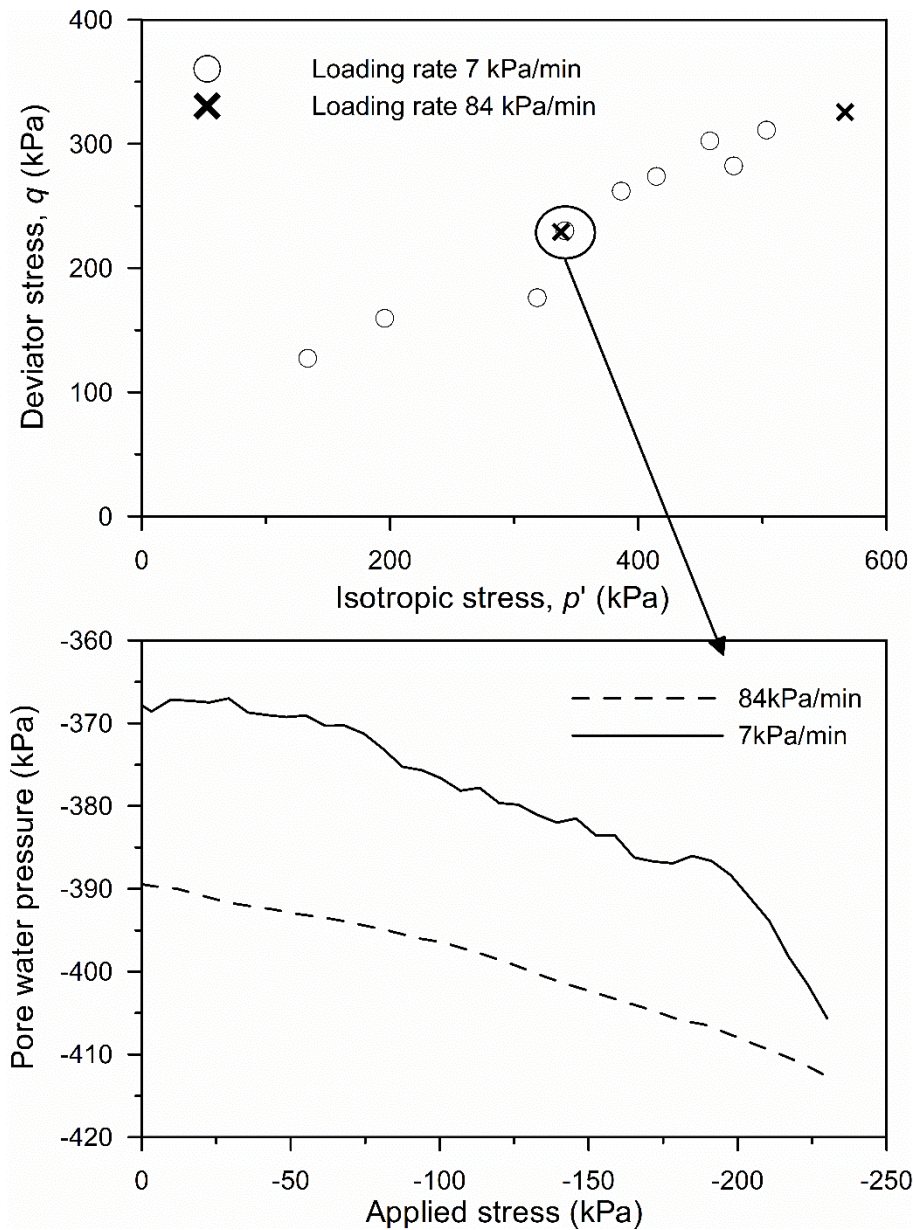 400
300
200
100
0
Deviator stress, q (kPa)
Loading rate 7 kPa/min
Loading rate 84 kPa/min
0 200 400 600
Isotropic stress, p' (kPa)
-360
-370
-380
-390
-400
-410
-420
Pore water pressure (kPa)
84kPa/min
7kPa/min
0 -50 -100 -150 -200 -250
Applied stress (kPa)